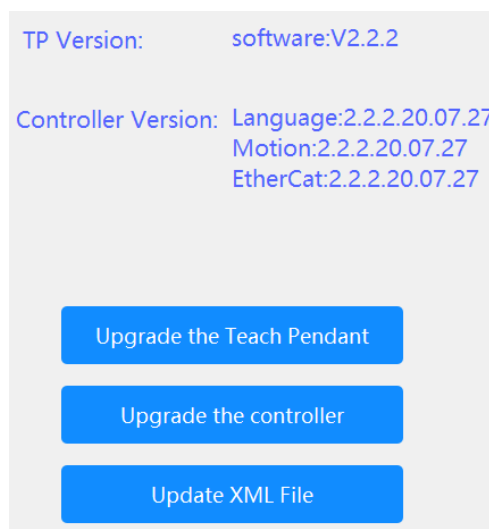 TP Version: software:V2.2.2
Controller Version: Language:2.2.2.20.07.27
Motion:2.2.2.20.07.27
EtherCat:2.2.2.20.07.27
Upgrade the Teach Pendant
Upgrade the controller
Update XML File